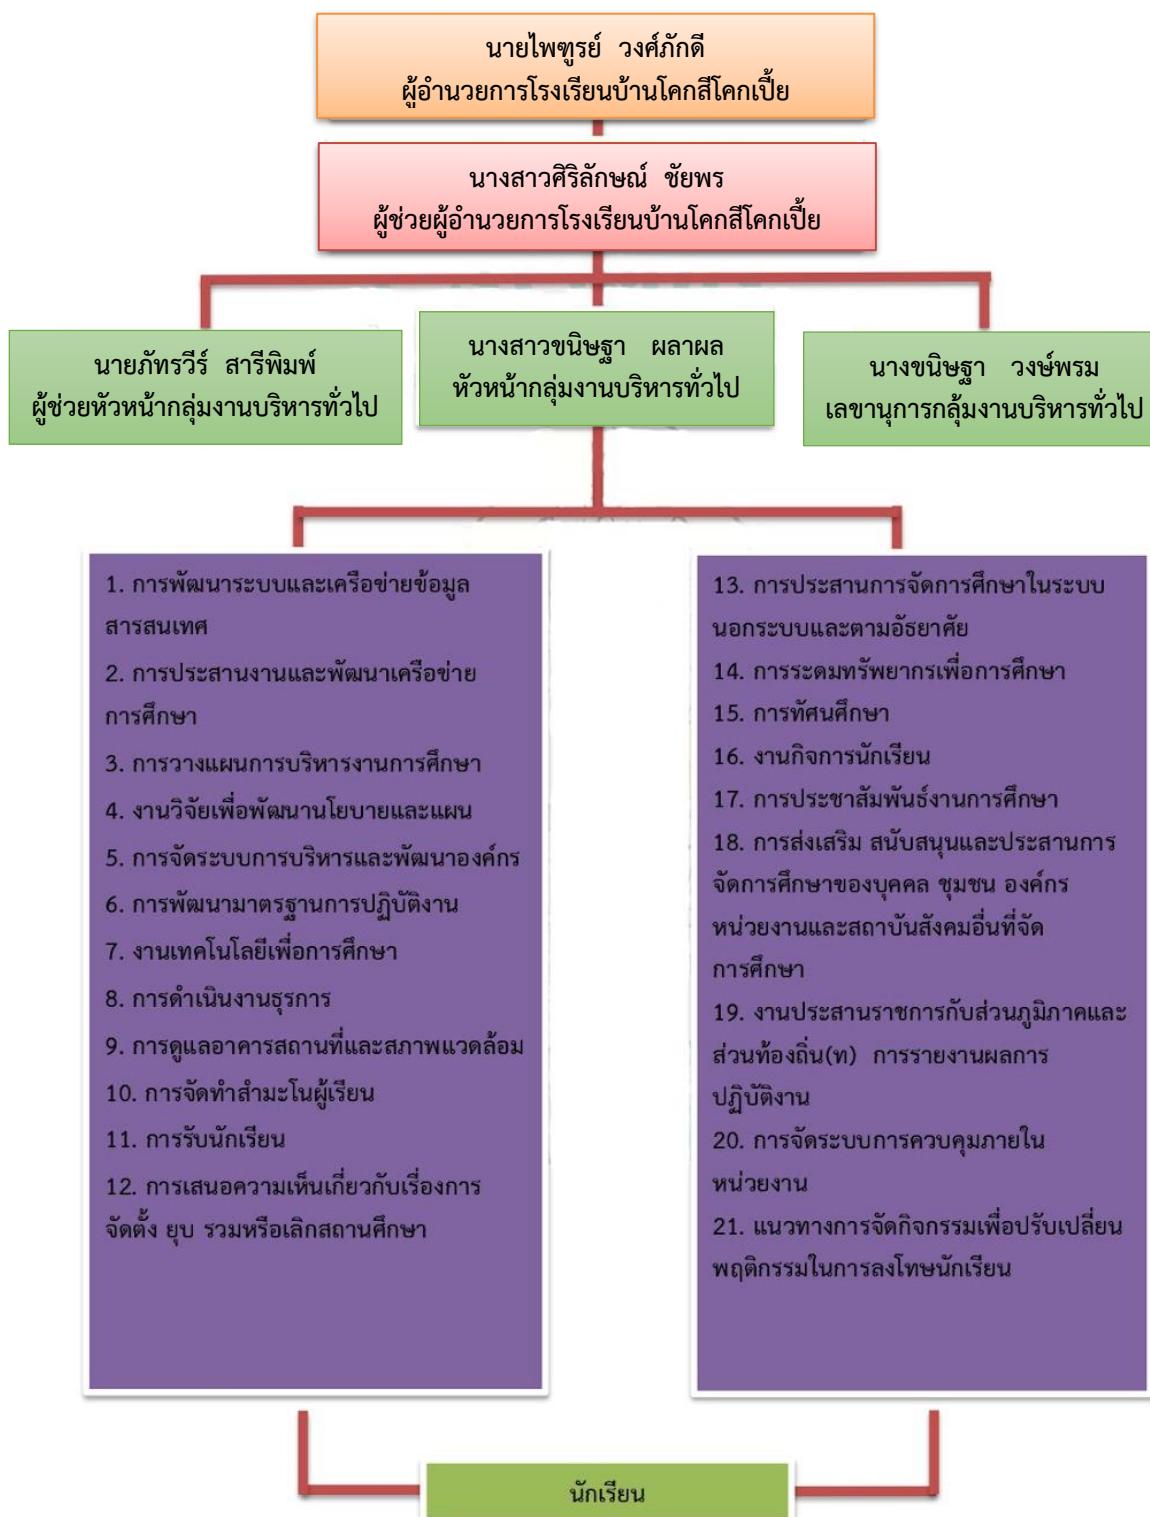 นายไพฑูรย์ วงศ์ภักดี
ผู้อำนวยการโรงเรียนบ้านโคกสีโคกเปี้ย
นางสาวศิริลักษณ์ ชัยพร
ผู้ช่วยผู้อำนวยการโรงเรียนบ้านโคกสีโคกเปี้ย
นายภัทรวีร์ สารีพิมพ์
ผู้ช่วยหัวหน้ากลุ่มงานบริหารทั่วไป
นางสาวขนิษฐา ผลาผล
หัวหน้ากลุ่มงานบริหารทั่วไป
นางขนิษฐา วงษ์พรม
เลขานุการกลุ้มงานบริหารทั่วไป
1. การพัฒนาระบบและเครือข่ายข้อมูล
สารสนเทศ
2. การประสานงานและพัฒนาเครือข่าย
การศึกษา
3. การวางแผนการบริหารงานการศึกษา
4. งานวิจัยเพื่อพัฒนานโยบายและแผน
5. การจัดระบบการบริหารและพัฒนาองค์กร
6. การพัฒนามาตรฐานการปฏิบัติงาน
7. งานเทคโนโลยีเพื่อการศึกษา
8. การดำเนินงานธุรการ
9. การดูแลอาคารสถานที่และสภาพแวดล้อม
10. การจัดทำสำมะโนผู้เรียน
11. การรับนักเรียน
12. การเสนอความเห็นเกี่ยวกับเรื่องการ
จัดตั้ง ยุบ รวมหรือเลิกสถานศึกษา
13. การประสานการจัดการศึกษาในระบบ
นอกระบบและตามอัธยาศัย
14. การระดมทรัพยากรเพื่อการศึกษา
15. การทัศนศึกษา
16. งานกิจการนักเรียน
17. การประชาสัมพันธ์งานการศึกษา
18. การส่งเสริม สนับสนุนและประสานการ
จัดการศึกษาของบุคคล ชุมชน องค์กร
หน่วยงานและสถาบันสังคมอื่นที่จัด
การศึกษา
19. งานประสานราชการกับส่วนภูมิภาคและ
ส่วนท้องถิ่น(ท) การรายงานผลการ
ปฏิบัติงาน
20. การจัดระบบการควบคุมภายใน
หน่วยงาน
21. แนวทางการจัดกิจกรรมเพื่อปรับเปลี่ยน
พฤติกรรมในการลงโทษนักเรียน
นักเรียน